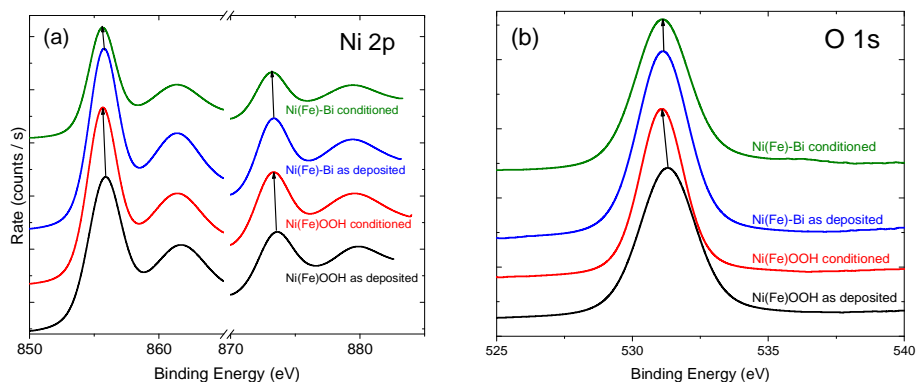 (a)
Ni 2p
Rate (counts / s)
Ni(Fe)-Bi conditioned
Ni(Fe)-Bi as deposited
Ni(Fe)OOH conditioned
Ni(Fe)OOH as deposited
850 860 870 880
Binding Energy (eV)
(b)
O 1s
Ni(Fe)-Bi conditioned
Ni(Fe)-Bi as deposited
Ni(Fe)OOH conditioned
Ni(Fe)OOH as deposited
525 530 535 540
Binding Energy (eV)